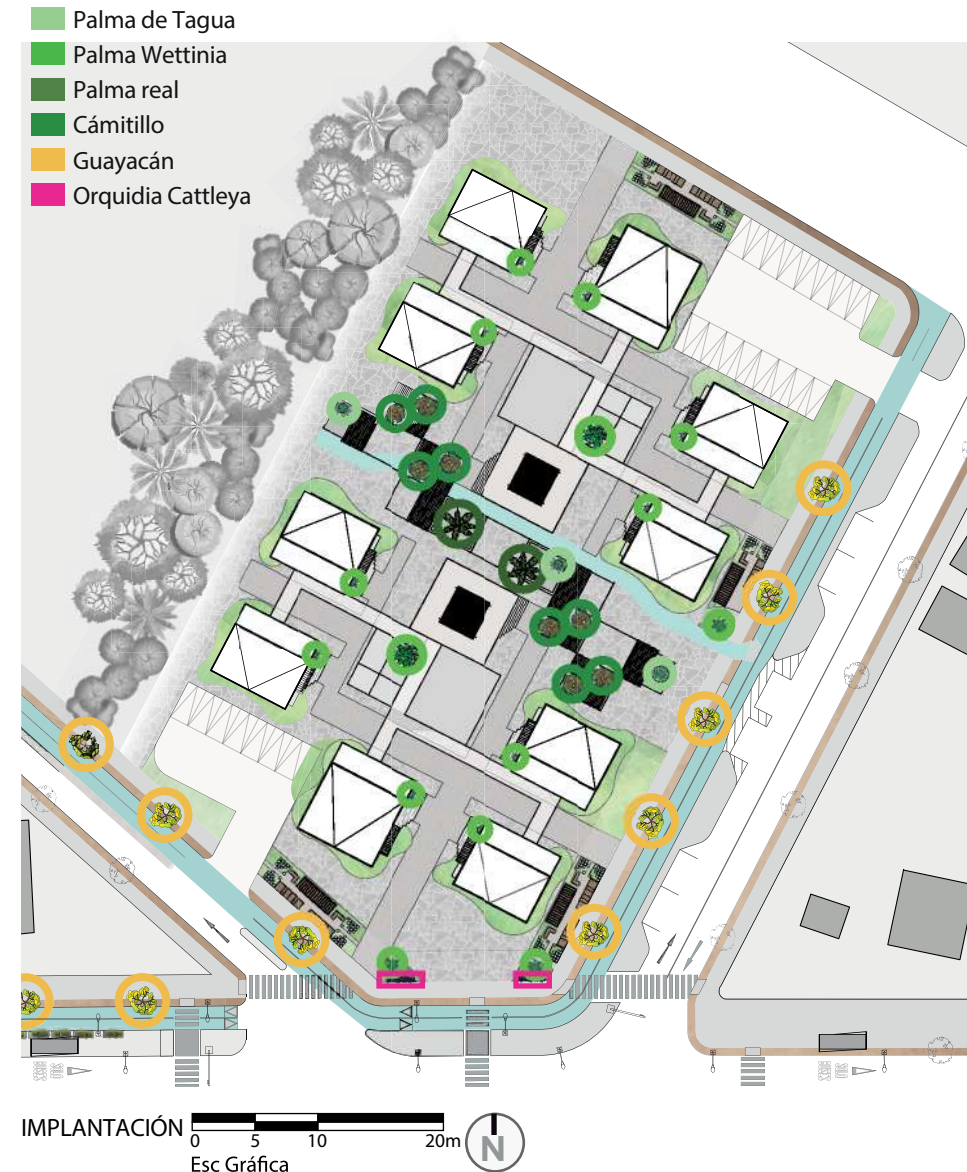 Palma de Tagua
Palma Wettinia
Palma real
Cámitillo
Guayacán
Orquidia Cattleya
IMPLANTACIÓN
0 5 10 20m
Esc Gráfica
N